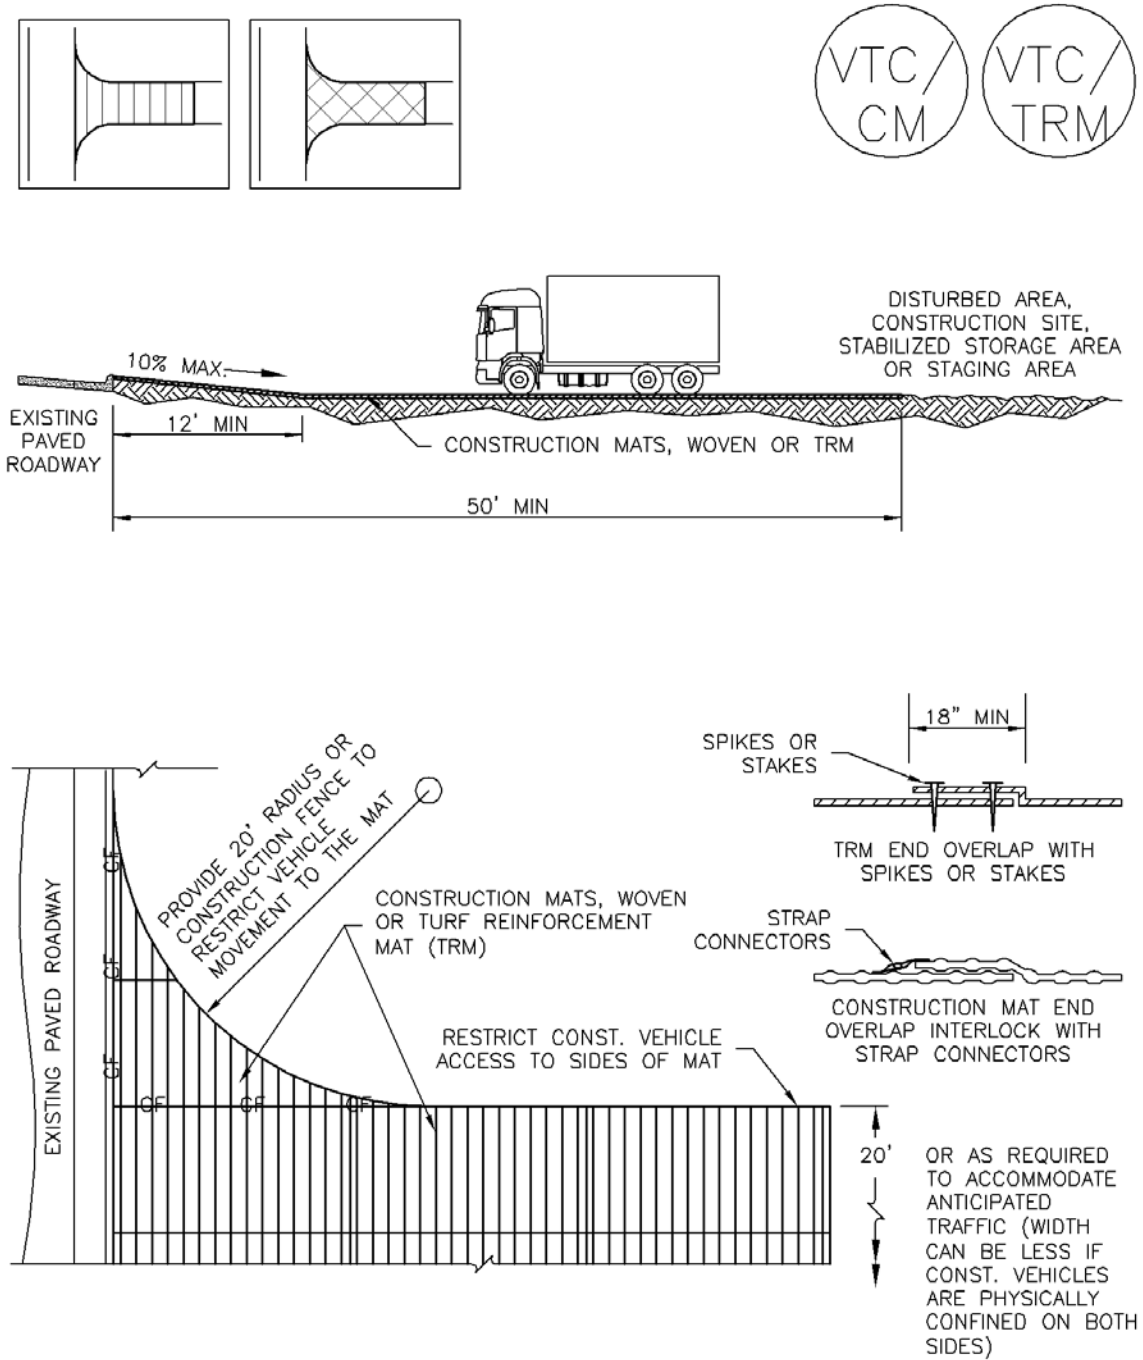 VTC/
CM
VTC/
TRM
DISTURBED AREA,
CONSTRUCTION SITE,
STABILIZED STORAGE AREA
OR STAGING AREA
10% MAX.
EXISTING
PAVED
ROADWAY
12' MIN
CONSTRUCTION MATS, WOVEN OR TRM
50' MIN
18" MIN
SPIKES OR
STAKES
TRM END OVERLAP WITH
SPIKES OR STAKES
STRAP
CONNECTORS
CONSTRUCTION MAT END
OVERLAP INTERLOCK WITH
STRAP CONNECTORS
PROVIDE 20' RADIUS OR
CONSTRUCTION FENCE TO
RESTRICT VEHICLE
MOVEMENT TO THE MAT
CONSTRUCTION MATS, WOVEN
OR TURF REINFORCEMENT
MAT (TRM)
RESTRICT CONST. VEHICLE
ACCESS TO SIDES OF MAT
EXISTING PAVED ROADWAY
CF
CF
CF
CF
CF
CF
20'
OR AS REQUIRED
TO ACCOMMODATE
ANTICIPATED
TRAFFIC (WIDTH
CAN BE LESS IF
CONST. VEHICLES
ARE PHYSICALLY
CONFINED ON BOTH
SIDES)